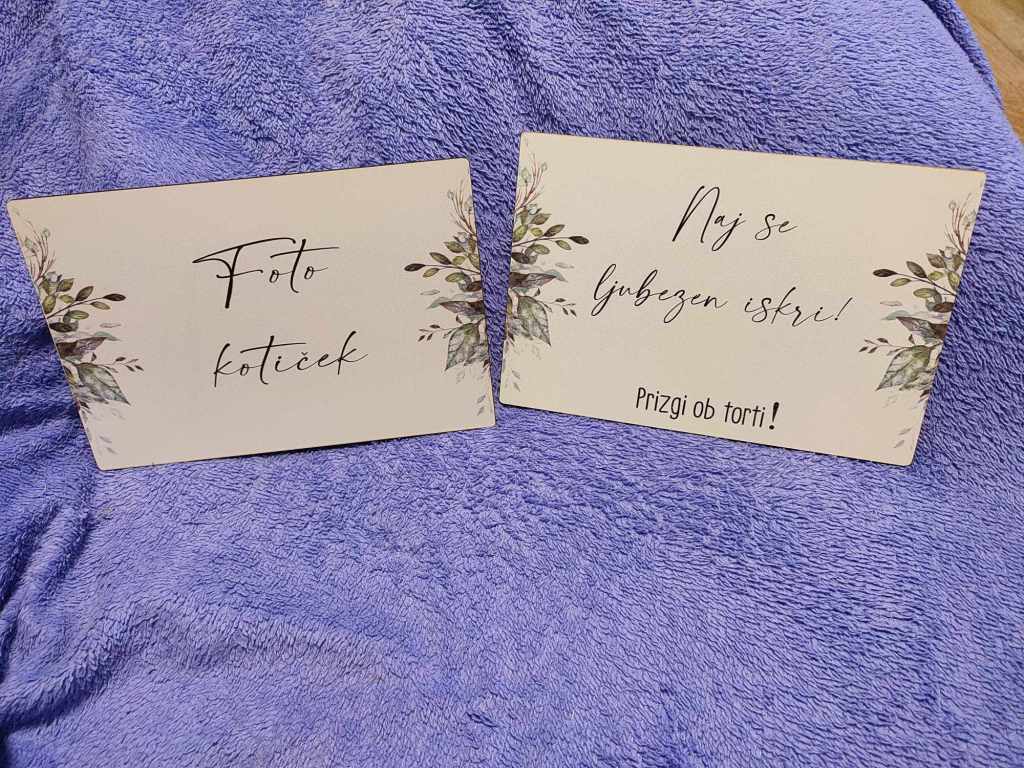 Foto
kotiček
Naj se
ljubezen iskri!
Prizgi ob torti!